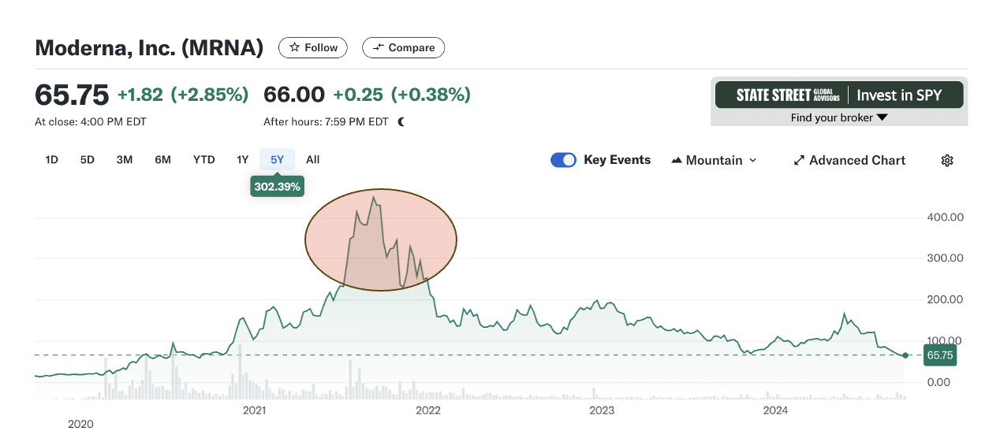 Moderna, Inc. (MRNA) Follow Compare
65.75 +1.82 (+2.85%) 66.00 +0.25 (+0.38%)
At close: 4:00 PM EDT After hours: 7:59 PM EDT
STATE STREET GLOBAL ADVISORS Invest in SPY
Find your broker
1D 5D 3M 6M YTD 1Y 5Y All Key Events Mountain Advanced Chart
302.39%
400.00
300.00
200.00
100.00
65.75
0.00
2021 2022 2023 2024
2020